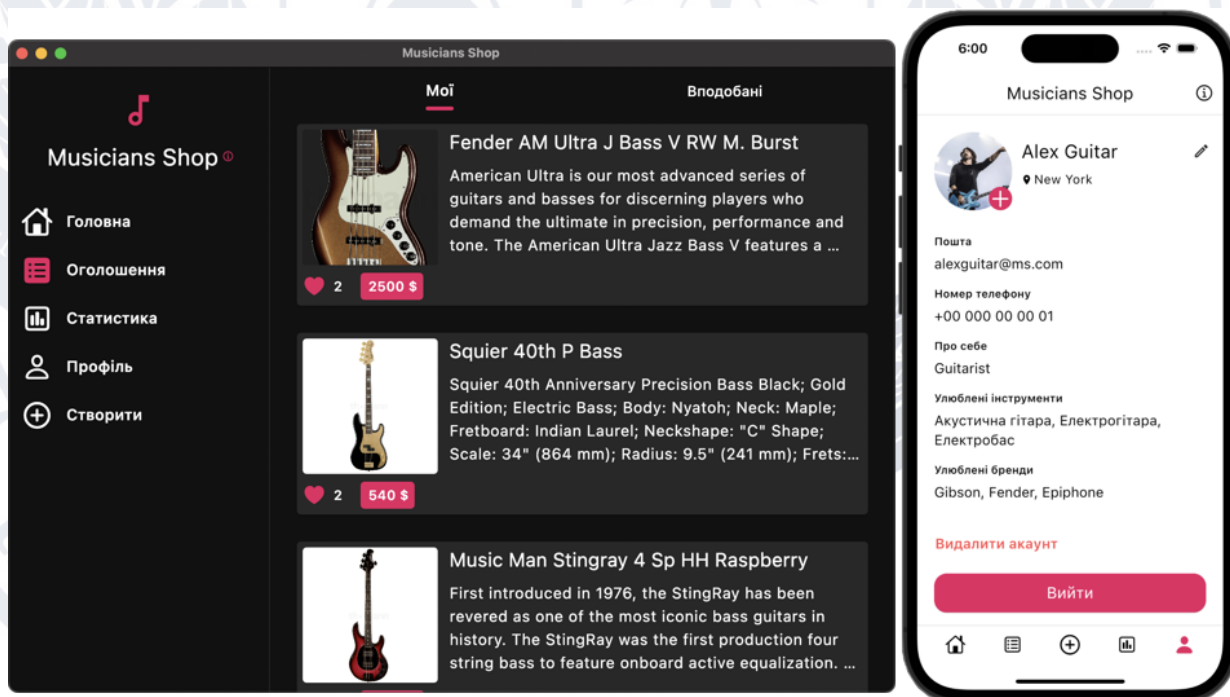 Musicians Shop
Musicians Shop
Головна
Оголошення
Статистика
Профіль
Створити
Мої
Вподобані
Fender AM Ultra J Bass V RW M. Burst
American Ultra is our most advanced series of
guitars and basses for discerning players who
demand the ultimate in precision, performance and
tone. The American Ultra Jazz Bass V features a ...
2
2500 $
Squier 40th P Bass
Squier 40th Anniversary Precision Bass Black; Gold
Edition; Electric Bass; Body: Nyatoh; Neck: Maple;
Fretboard: Indian Laurel; Neckshape: "C" Shape;
Scale: 34" (864 mm); Radius: 9.5" (241 mm); Frets:...
2
540 $
Music Man Stingray 4 Sp HH Raspberry
First introduced in 1976, the StingRay has been
revered as one of the most iconic bass guitars in
history. The StingRay was the first production four
string bass to feature onboard active equalization. ...
6:00
Musicians Shop
Alex Guitar
New York
Пошта
alexguitar@ms.com
Номер телефону
+00 000 00 00 01
Про себе
Guitarist
Улюблені інструменти
Акустична гітара, Електрогітара,
Електробас
Улюблені бренди
Gibson, Fender, Epiphone
Видалити акаунт
Вийти